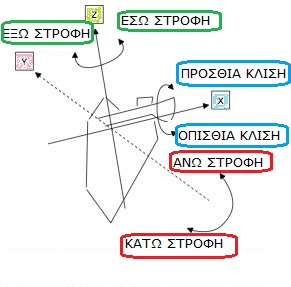 Z
ΕΣΩ ΣΤΡΟΦΗ
ΕΞΩ ΣΤΡΟΦΗ
Y
ΠΡΟΣΘΙΑ ΚΛΙΣΗ
X
ΟΠΙΣΘΙΑ ΚΛΙΣΗ
ΑΝΩ ΣΤΡΟΦΗ
ΚΑΤΩ ΣΤΡΟΦΗ